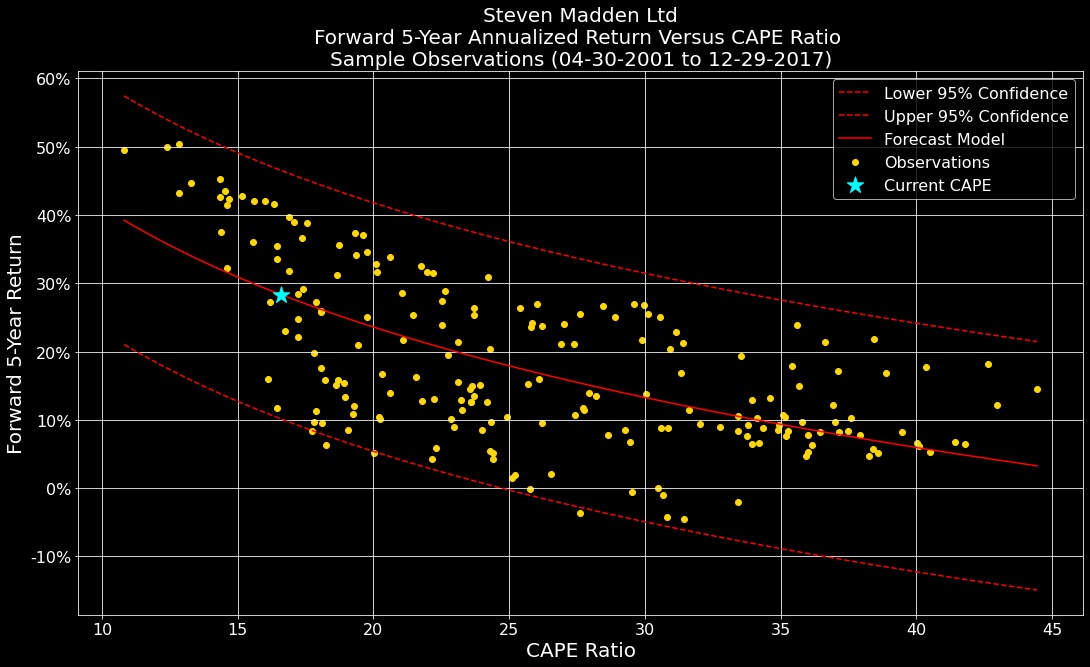 Steven Madden Ltd
Forward 5-Year Annualized Return Versus CAPE Ratio
Sample Observations (04-30-2001 to 12-29-2017)
60%
50%
40%
30%
20%
10%
0%
-10%
Forward 5-Year Return
Lower 95% Confidence
Upper 95% Confidence
Forecast Model
Observations
Current CAPE
10
15
20
25
30
35
40
45
CAPE Ratio